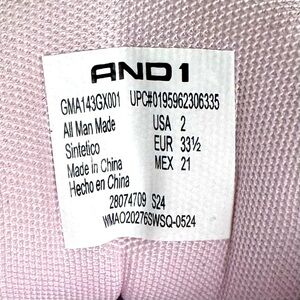 AND1
GMA143GX001 UPC#0195962306335
All Man Made USA 2
Sintetico EUR 33½
Made in China MEX 21
Hecho en China
28074709 S24
WMAO20276SWSQ-0524